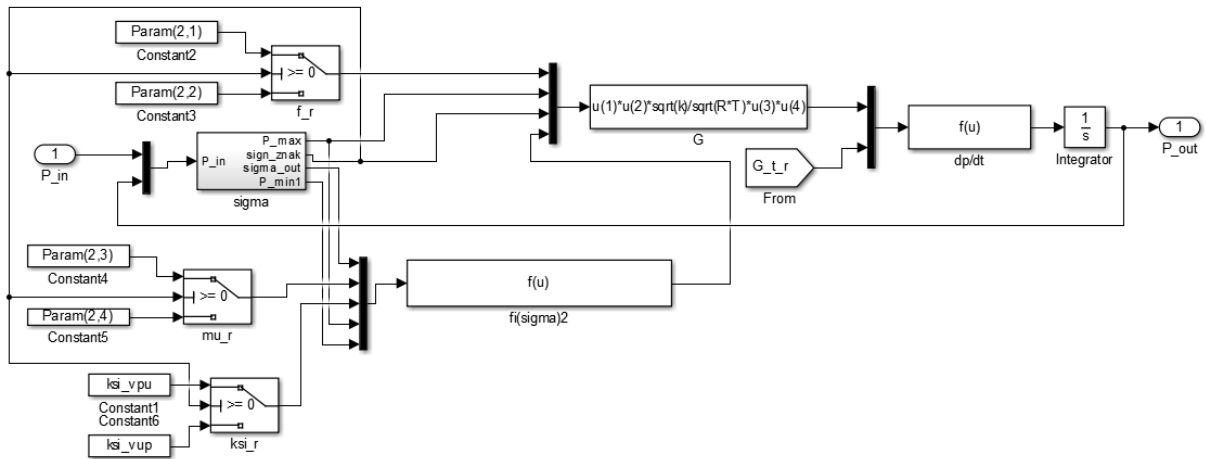 Param(2,1)
Constant2
>= 0
Param(2,2)
Constant3
f_r
1
P_in
P_in
P_max
sign_znak
sigma_out
P_min1
sigma
u(1)*u(2)*sqrt(k)/sqrt(R*T)*u(3)*u(4)
G
G_t_r
From
f(u)
dp/dt
1
s
Integrator
1
P_out
Param(2,3)
Constant4
>= 0
Param(2,4)
Constant5
mu_r
f(u)
fi(sigma)2
ksi_vpu
Constant1
>= 0
Constant6
ksi_vup
ksi_r